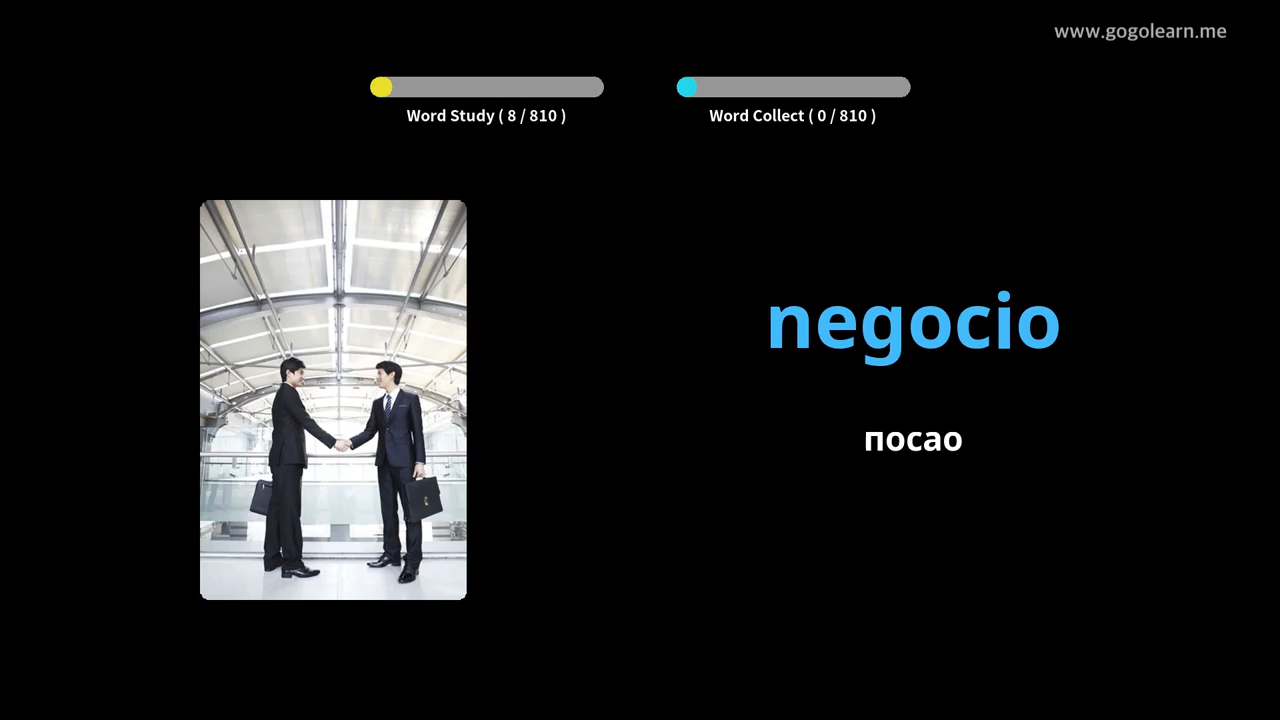 www.gogolearn.me
Word Study ( 8 / 810 )
Word Collect ( 0 / 810 )
negocio
посао